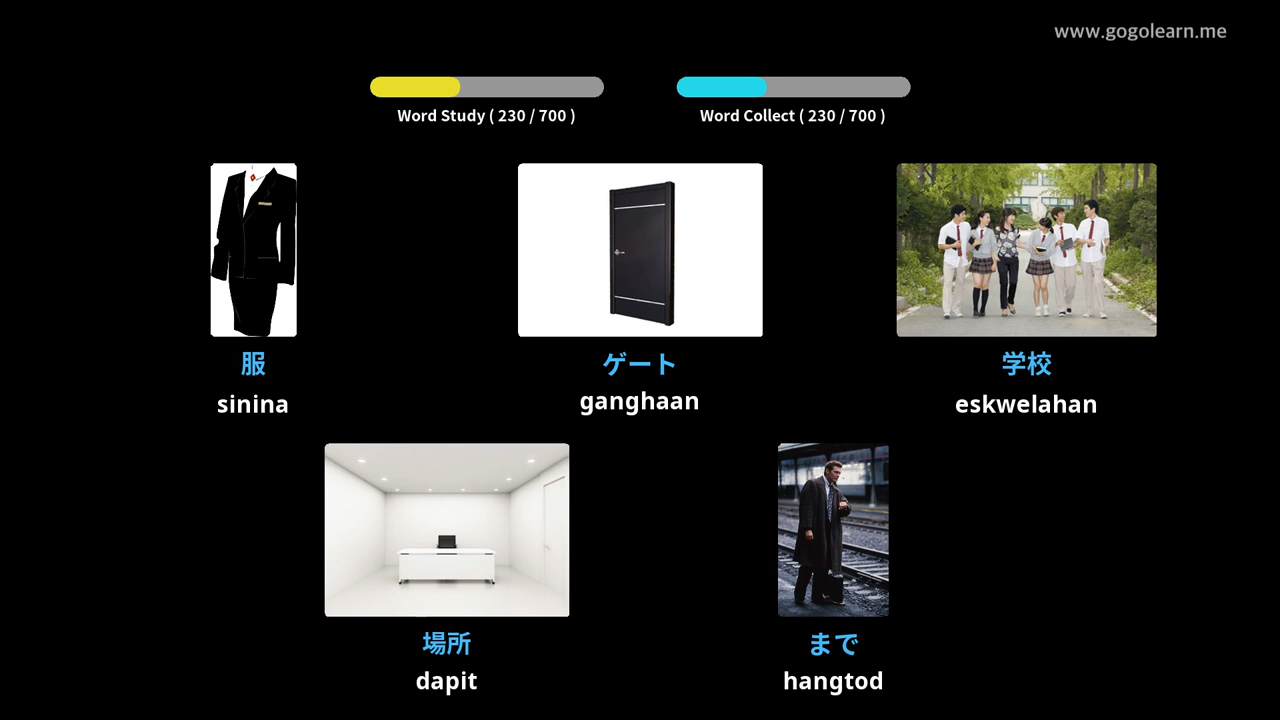 www.gogolearn.me
Word Study ( 230 / 700 )
Word Collect ( 230 / 700 )
服
sinina
ゲート
ganghaan
学校
eskwelahan
場所
dapit
まで
hangtod